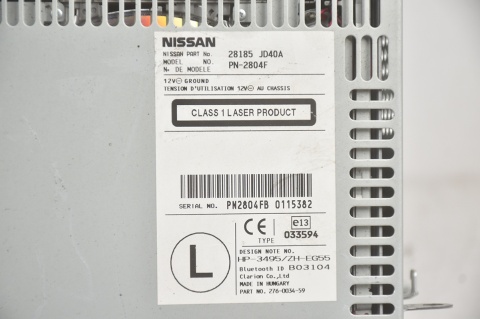 NISSAN
NISSAN PART No. 28185 JD40A
MODEL NO. PN-2804F
N. DE MODELE
12V⊖ GROUND
TENSION D'UTILISATION 12V⊖ AU CHASSIS
CLASS 1 LASER PRODUCT
SERIAL NO. PN2804FB 0115382
CE e13
TYPE 033594
L
DESIGN NOTE NO.
HP-3495/ZH-EG55
Bluetooth ID B03104
Clarion Co.,Ltd
MADE IN HUNGARY
PART NO. 276-0034-59